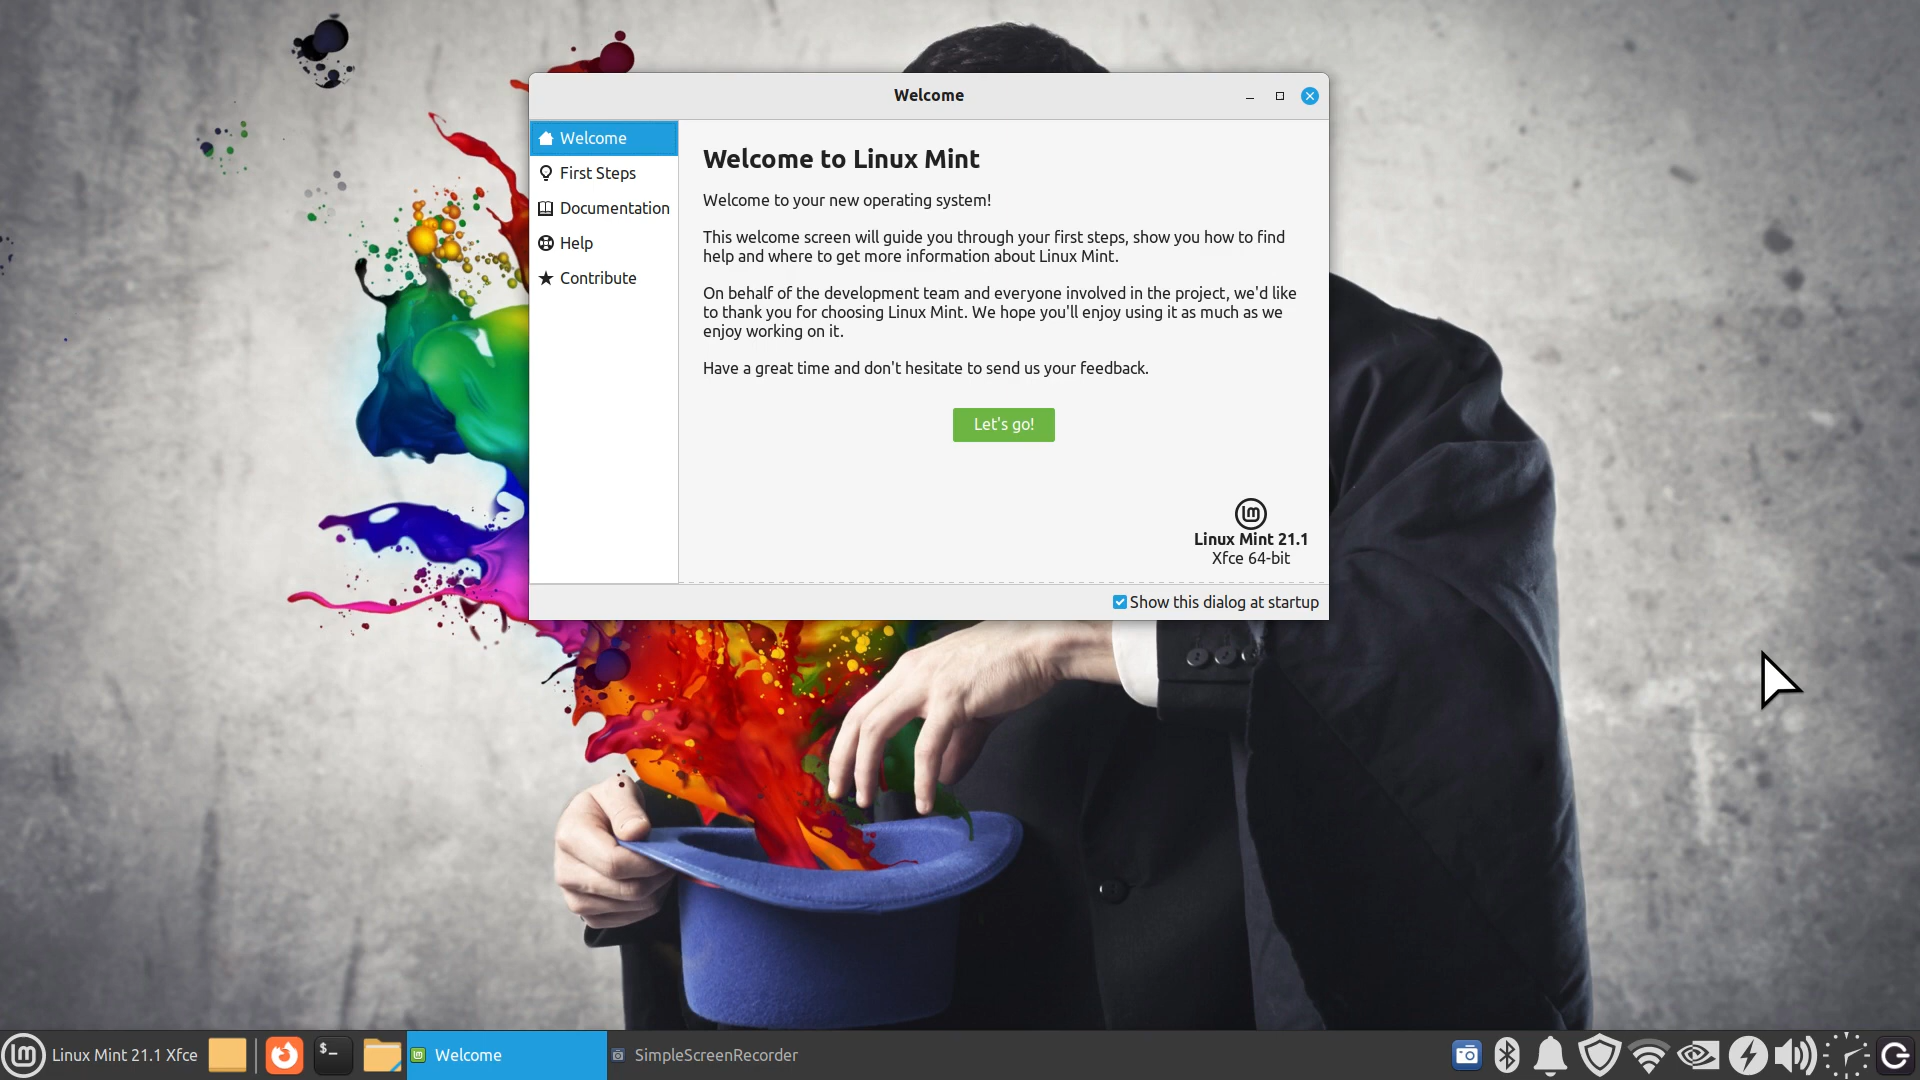 Welcome
Welcome
First Steps
Documentation
Help
Contribute
Welcome to Linux Mint
Welcome to your new operating system!
This welcome screen will guide you through your first steps, show you how to find
help and where to get more information about Linux Mint.
On behalf of the development team and everyone involved in the project, we'd like
to thank you for choosing Linux Mint. We hope you'll enjoy using it as much as we
enjoy working on it.
Have a great time and don't hesitate to send us your feedback.
Let's go!
Linux Mint 21.1
Xfce 64-bit
Show this dialog at startup
Linux Mint 21.1 Xfce
$_
Welcome
SimpleScreenRecorder